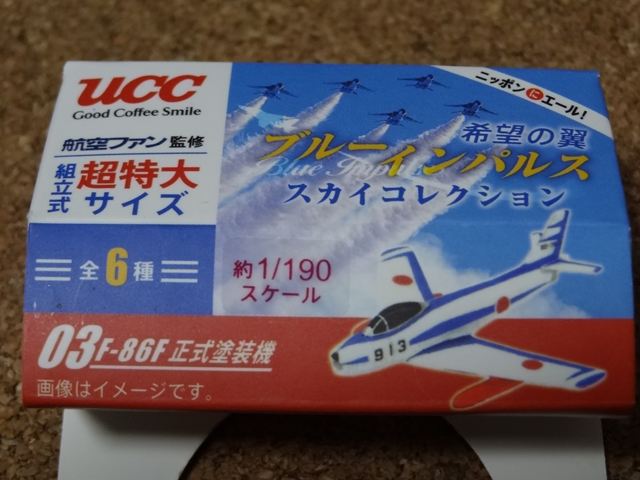 UCC
Good Coffee Smile
航空ファン監修
組立式
超特大
サイズ
全6種
ニッポンにエール!
希望の翼
Blue Impulse
ブルーインパルス
スカイコレクション
約1/190
スケール
913
03 F-86F 正式塗装機
画像はイメージです。